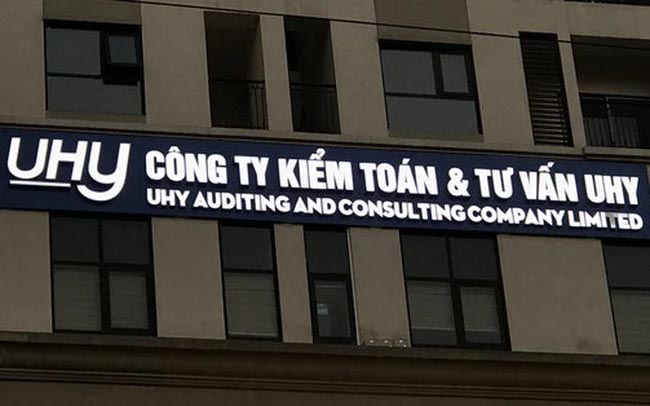 UHY
CÔNG TY KIỂM TOÁN & TƯ VẤN UHY
UHY AUDITING AND CONSULTING COMPANY LIMITED